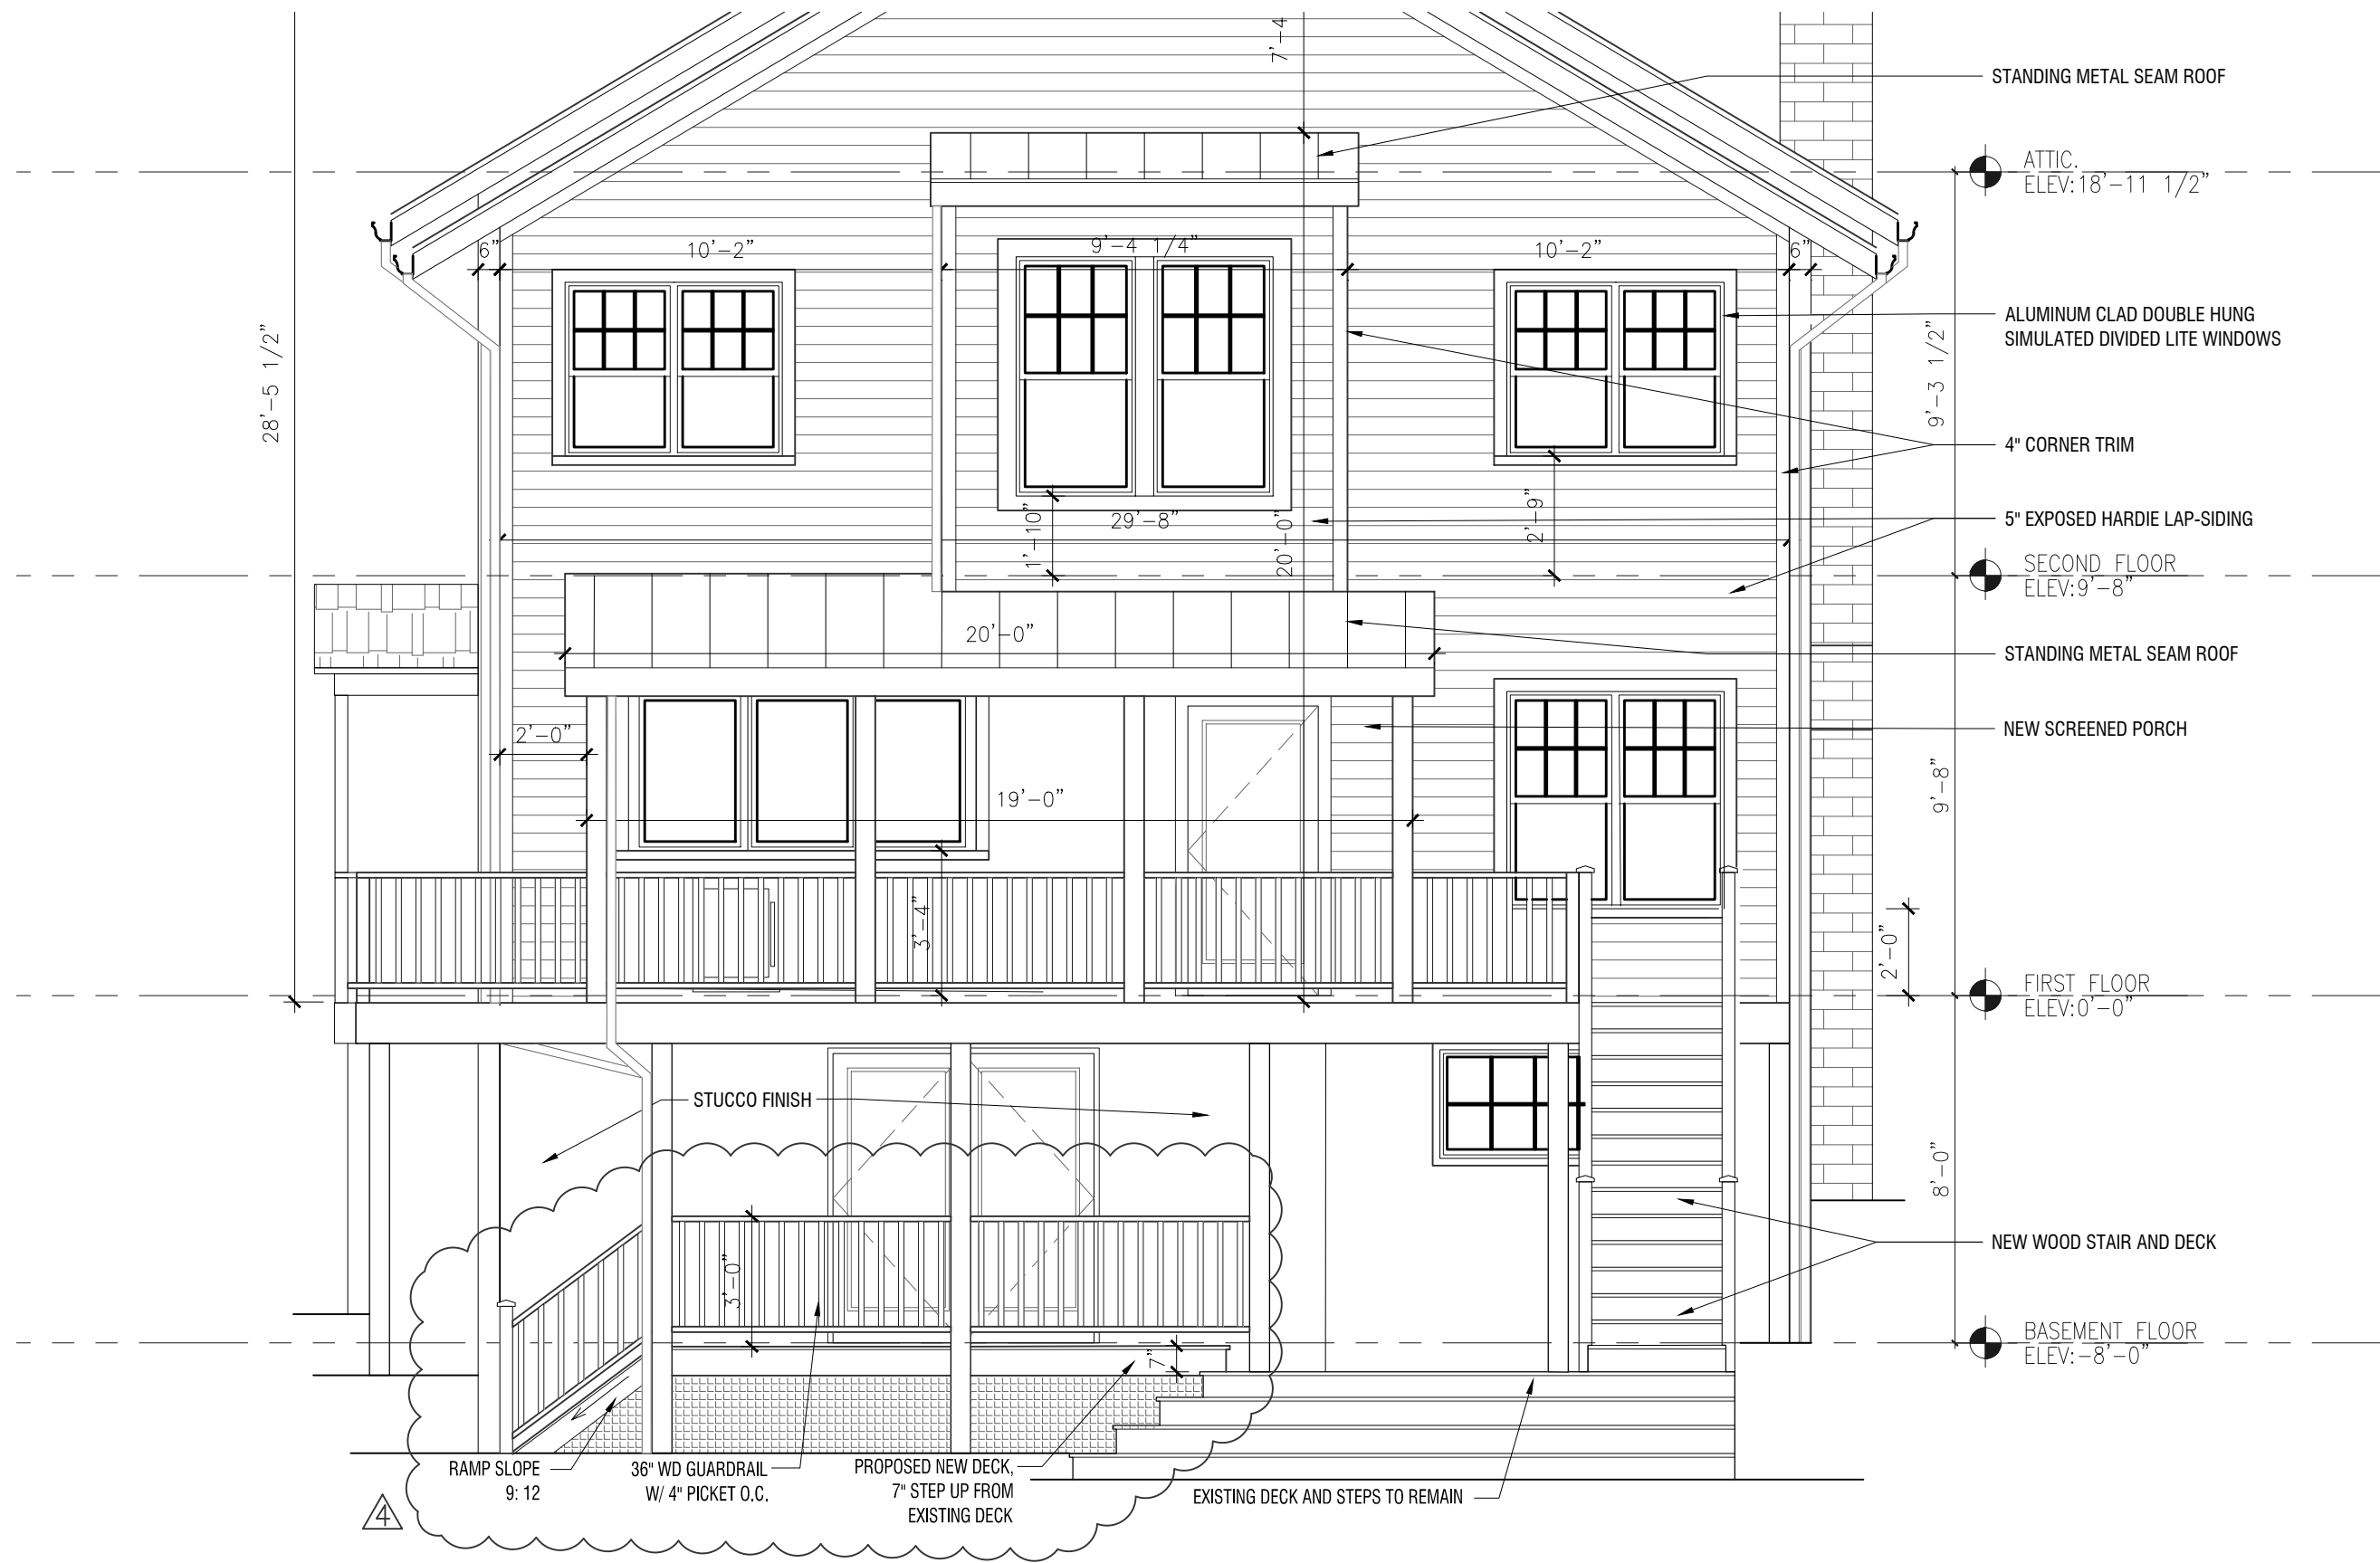 7'-4
STANDING METAL SEAM ROOF
ATTIC.
ELEV:18'-11 1/2"
6"
10'-2"
9'-4 1/4"
10'-2"
6"
28'-5 1/2"
ALUMINUM CLAD DOUBLE HUNG
SIMULATED DIVIDED LITE WINDOWS
9'-3 1/2"
4" CORNER TRIM
1'-10"
29'-8"
20'-0"
2'-9"
5" EXPOSED HARDIE LAP-SIDING
SECOND FLOOR
ELEV:9'-8"
20'-0"
STANDING METAL SEAM ROOF
2'-0"
NEW SCREENED PORCH
19'-0"
9'-8"
3'-4"
2'-0"
FIRST FLOOR
ELEV:0'-0"
STUCCO FINISH
8'-0"
NEW WOOD STAIR AND DECK
3'-0"
7"
BASEMENT FLOOR
ELEV:-8'-0"
RAMP SLOPE
9: 12
36" WD GUARDRAIL
W/ 4" PICKET O.C.
PROPOSED NEW DECK,
7" STEP UP FROM
EXISTING DECK
EXISTING DECK AND STEPS TO REMAIN
4